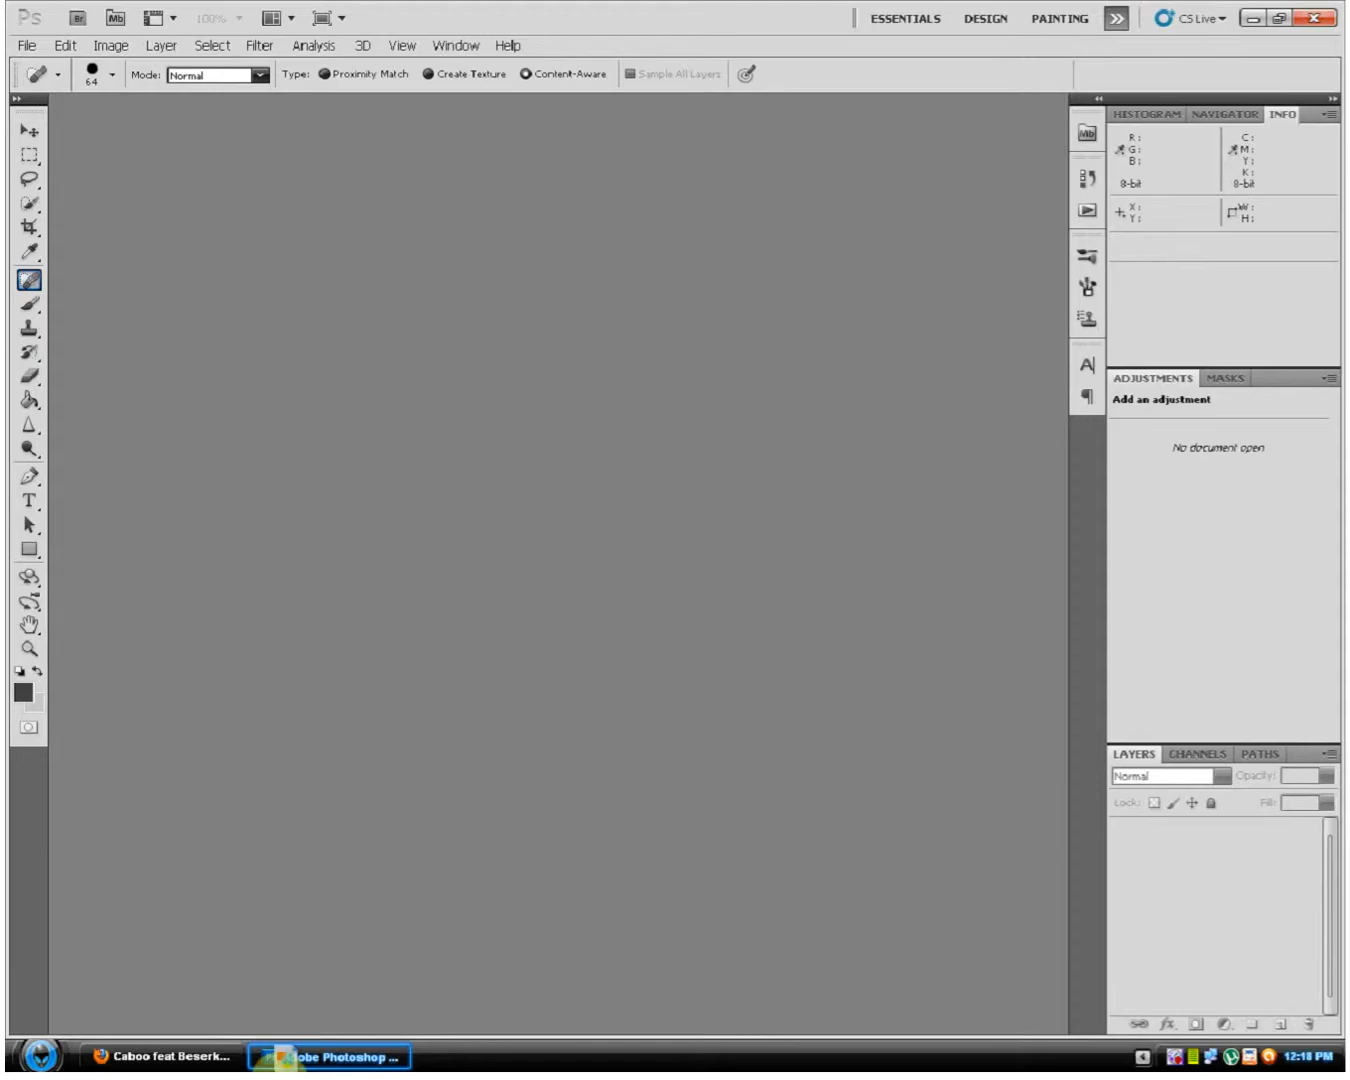 Ps Br Mb 100% ESSENTIALS DESIGN PAINTING CS Live
File Edit Image Layer Select Filter Analysis 3D View Window Help
64 Mode: Normal Type: Proximity Match Create Texture Content-Aware Sample All Layers
HISTOGRAM NAVIGATOR INFO
Mb
R: C:
G: M:
B: Y:
K:
8-bit 8-bit
X: W:
Y: H:
A
¶
ADJUSTMENTS MASKS
Add an adjustment
No document open
T
LAYERS CHANNELS PATHS
Normal Opacity:
Lock: Fill:
fx
Caboo feat Beserk... dobe Photoshop ... 12:18 PM